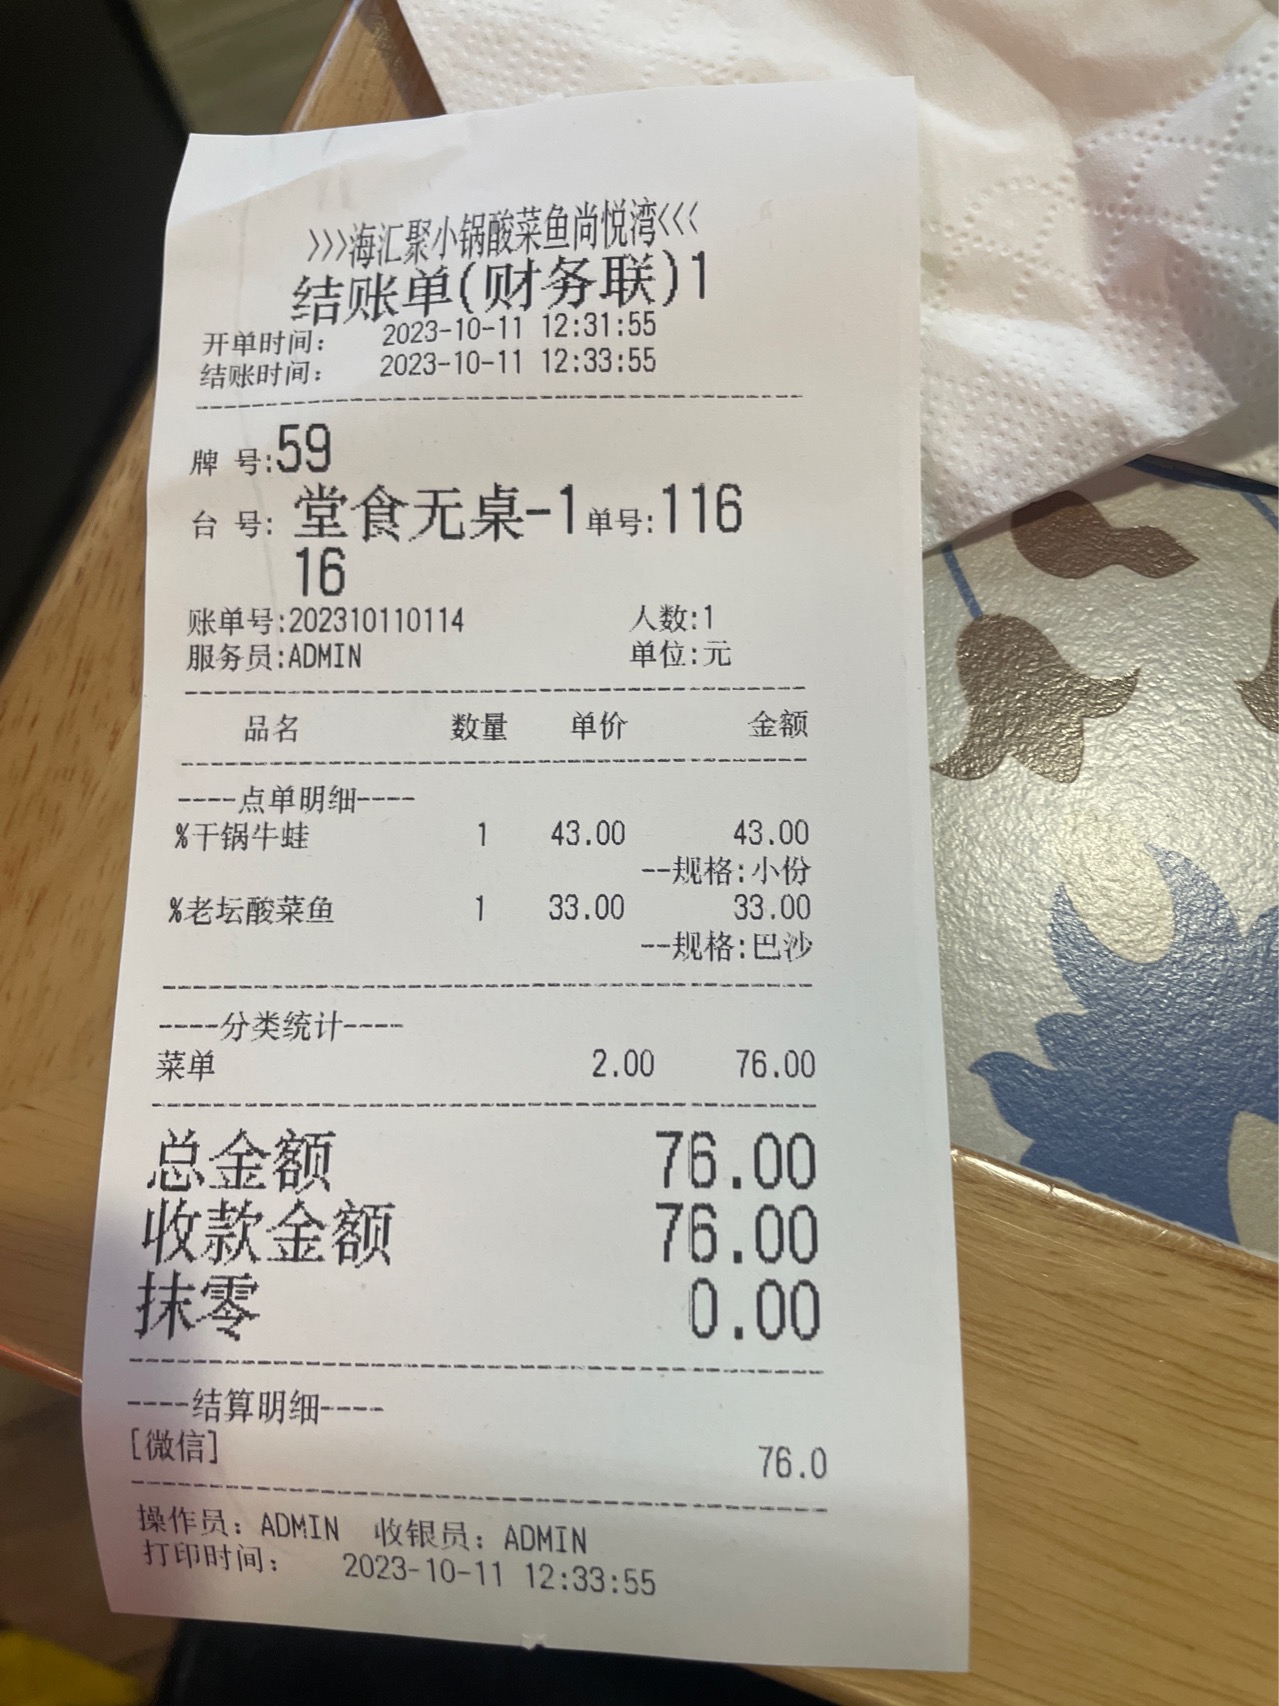 >>>海汇聚小锅酸菜鱼尚悦湾<<<
结账单(财务联)1
开单时间: 2023-10-11 12:31:55
结账时间: 2023-10-11 12:33:55
牌 号:59
台 号: 堂食无桌-1 单号:116
16
账单号:202310110114 人数:1
服务员:ADMIN 单位:元
品名 数量 单价 金额
----点单明细----
%干锅牛蛙 1 43.00 43.00
--规格:小份
%老坛酸菜鱼 1 33.00 33.00
--规格:巴沙
----分类统计----
菜单 2.00 76.00
总金额 76.00
收款金额 76.00
抹零 0.00
----结算明细----
[微信] 76.0
操作员: ADMIN 收银员: ADMIN
打印时间: 2023-10-11 12:33:55